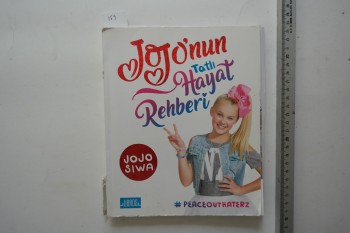 JOJO'nun
Tatlı
Hayat
Rehberi
JOJO
SIWA
# PEACEOUTHATERZ